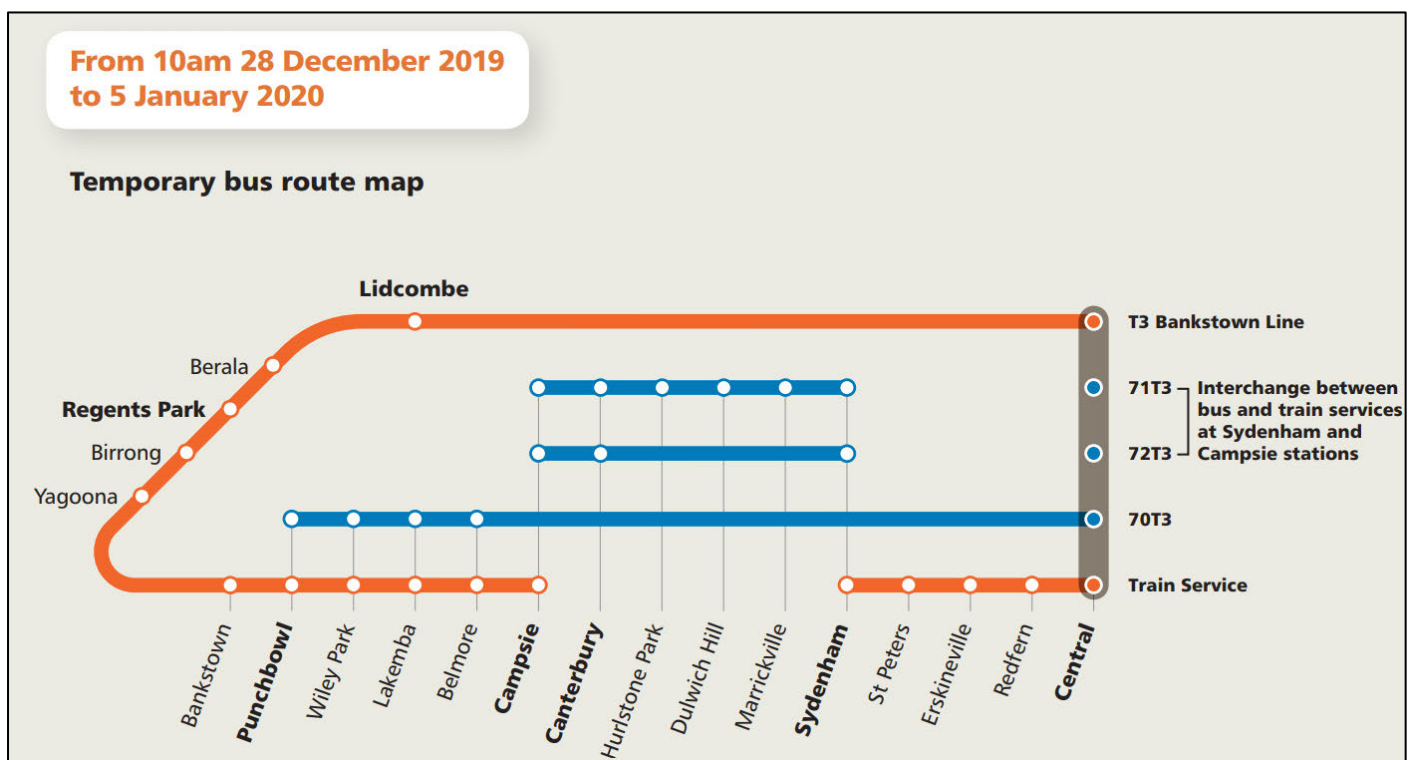 From 10am 28 December 2019
to 5 January 2020
Temporary bus route map
Lidcombe
T3 Bankstown Line
Berala
71T3
Interchange between
bus and train services
at Sydenham and
Campsie stations
Regents Park
Birrong
72T3
Yagoona
70T3
Train Service
Bankstown
Punchbowl
Wiley Park
Lakemba
Belmore
Campsie
Canterbury
Hurlstone Park
Dulwich Hill
Marrickville
Sydenham
St Peters
Erskineville
Redfern
Central